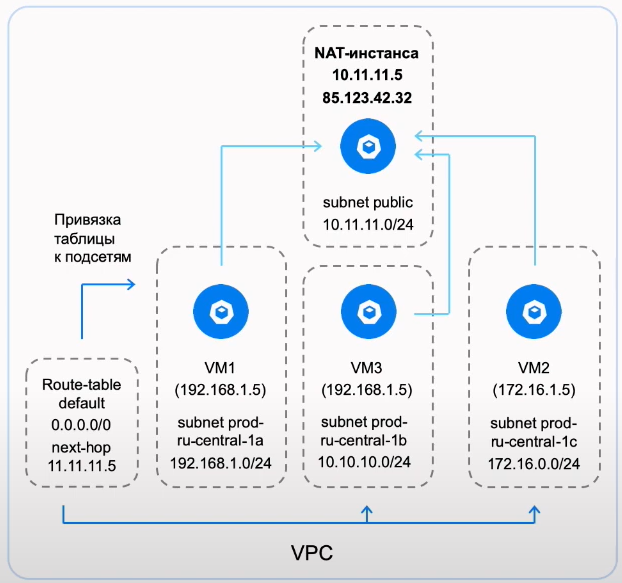 NAT-инстанса
10.11.11.5
85.123.42.32
subnet public
10.11.11.0/24
Привязка
таблицы
к подсетям
Route-table
default
0.0.0.0/0
next-hop
11.11.11.5
VM1
(192.168.1.5)
subnet prod-
ru-central-1a
192.168.1.0/24
VM3
(192.168.1.5)
subnet prod-
ru-central-1b
10.10.10.0/24
VM2
(172.16.1.5)
subnet prod-
ru-central-1c
172.16.0.0/24
VPC